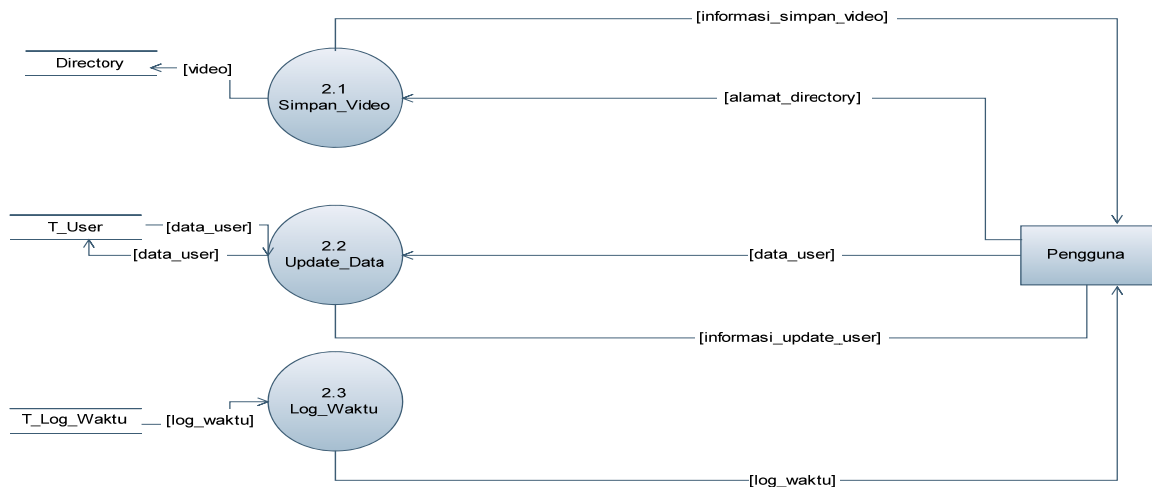 [informasi_simpan_video]
Directory
[video]
2.1
Simpan_Video
[alamat_directory]
T_User
[data_user]
[data_user]
2.2
Update_Data
[data_user]
Pengguna
[informasi_update_user]
2.3
Log_Waktu
T_Log_Waktu
[log_waktu]
[log_waktu]